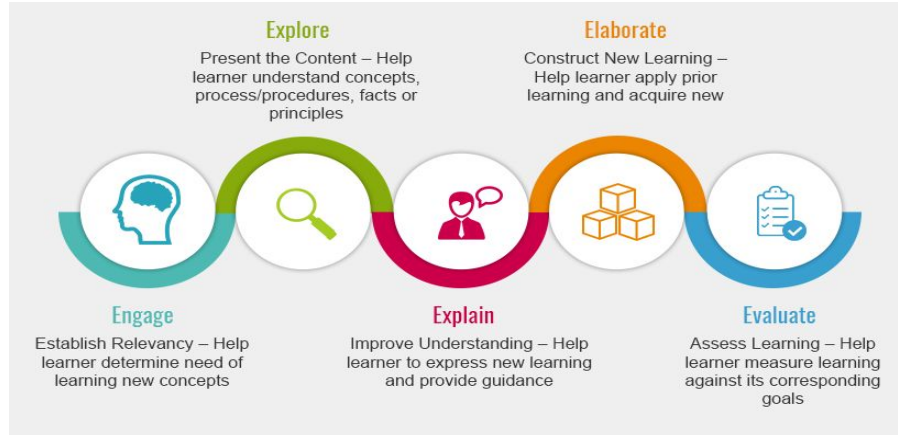 Explore
Present the Content – Help
learner understand concepts,
process/procedures, facts or
principles
Elaborate
Construct New Learning –
Help learner apply prior
learning and acquire new
Engage
Establish Relevancy – Help
learner determine need of
learning new concepts
Explain
Improve Understanding – Help
learner to express new learning
and provide guidance
Evaluate
Assess Learning – Help
learner measure learning
against its corresponding
goals